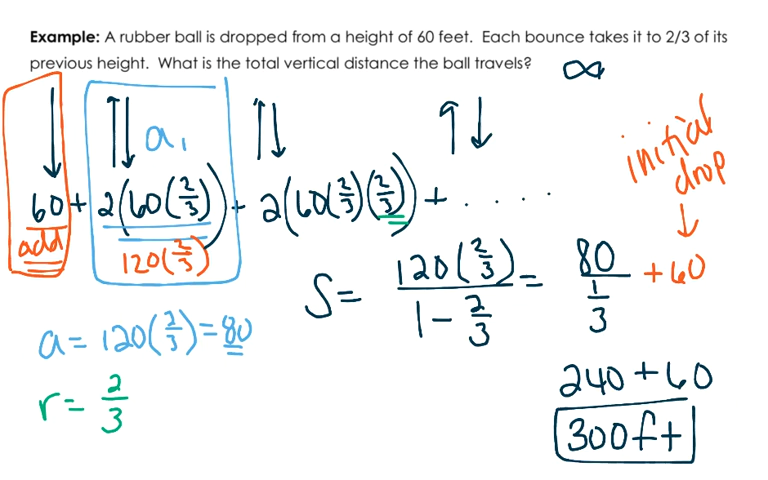 Example: A rubber ball is dropped from a height of 60 feet. Each bounce takes it to 2/3 of its
previous height. What is the total vertical distance the ball travels?
∞
↓ ↑↓ a₁ ↑↓ ↑↓
initial
drop
↓
60 + 2(60(2/3)) + 2(60(2/3)(2/3)) + . . . .
add
120(2/3)
S = 120(2/3) / (1 - 2/3) = 80 / (1/3) + 60
a = 120(2/3) = 80
r = 2/3
240 + 60
300ft